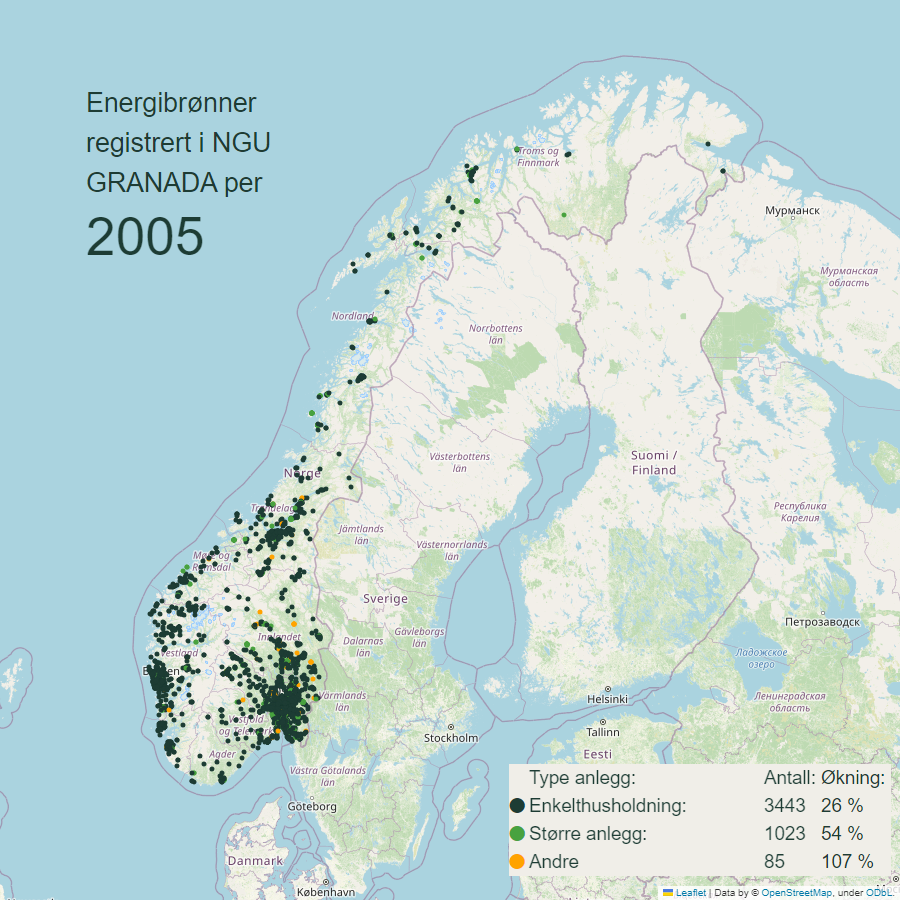 Energibrønner
registrert i NGU
GRANADA per
2005
Troms og
Finnmark
Мурманск
Мурманская
область
Nordland
Norrbottens
län
Västerbottens
län
Suomi /
Finland
Norge
Trøndelag
Республика
Карелия
Jämtlands
län
Västernorrlands
län
Møre og
Romsdal
Sverige
Петрозаводск
Innlandet
Gävleborgs
län
Dalarnas
län
Vestland
Ладожское
озеро
Bergen
Värmlands
län
Ленинградская
область
Helsinki
Vestfold
og Telemark
Stockholm
Tallinn
Eesti
Agder
Västra Götalands
län
Göteborg
Danmark
København
Type anlegg: Antall: Økning:
Enkelthusholdning: 3443 26 %
Større anlegg: 1023 54 %
Andre 85 107 %
Leaflet | Data by © OpenStreetMap, under ODbL.